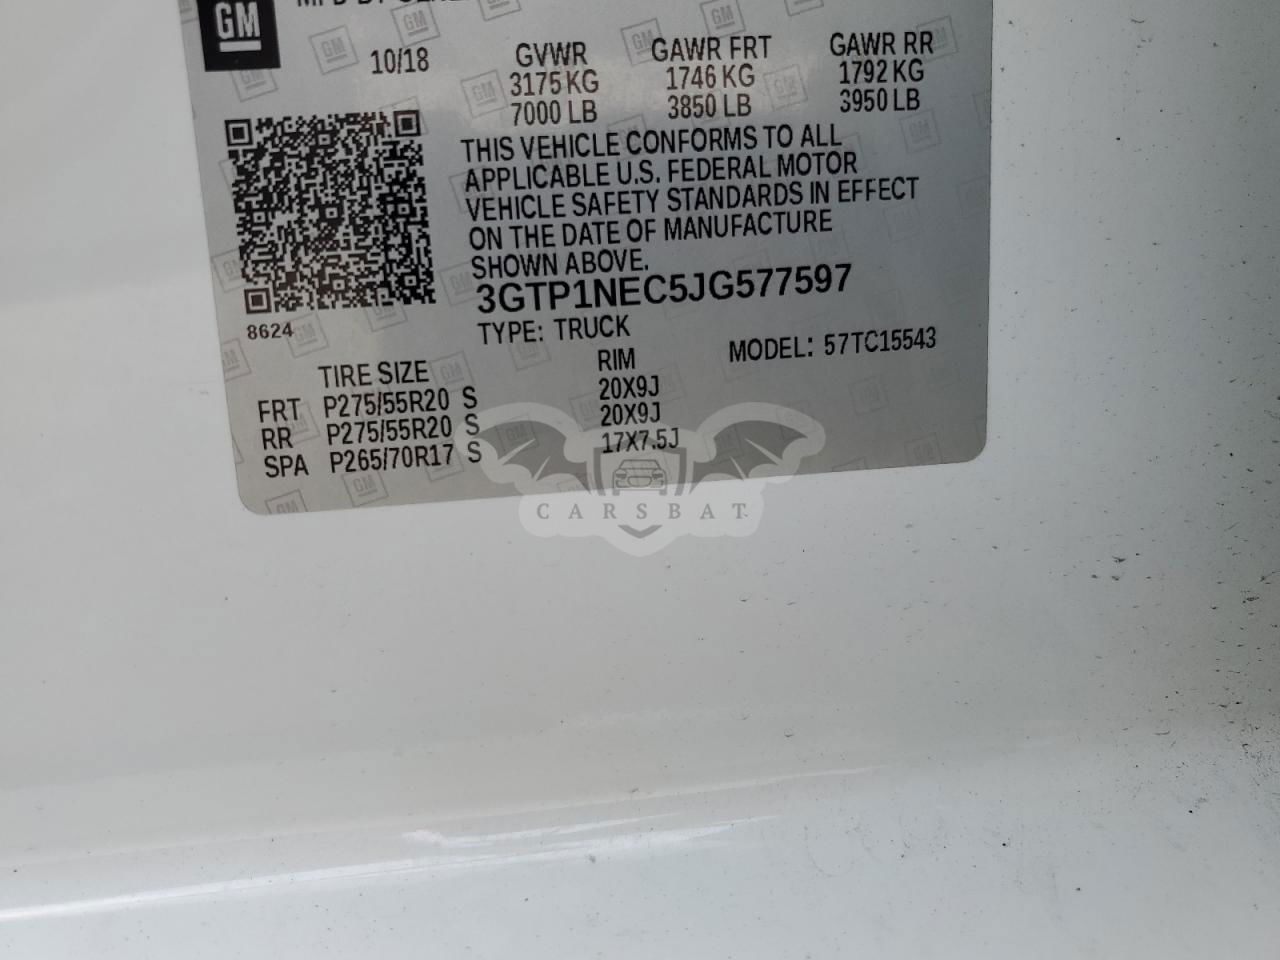 GM
10/18
GVWR GAWR FRT GAWR RR
3175 KG 1746 KG 1792 KG
7000 LB 3850 LB 3950 LB
THIS VEHICLE CONFORMS TO ALL
APPLICABLE U.S. FEDERAL MOTOR
VEHICLE SAFETY STANDARDS IN EFFECT
ON THE DATE OF MANUFACTURE
SHOWN ABOVE.
3GTP1NEC5JG577597
8624
TYPE: TRUCK MODEL: 57TC15543
TIRE SIZE RIM
FRT P275/55R20 S 20X9J
RR P275/55R20 S 20X9J
SPA P265/70R17 S 17X7.5J
CARSBAT